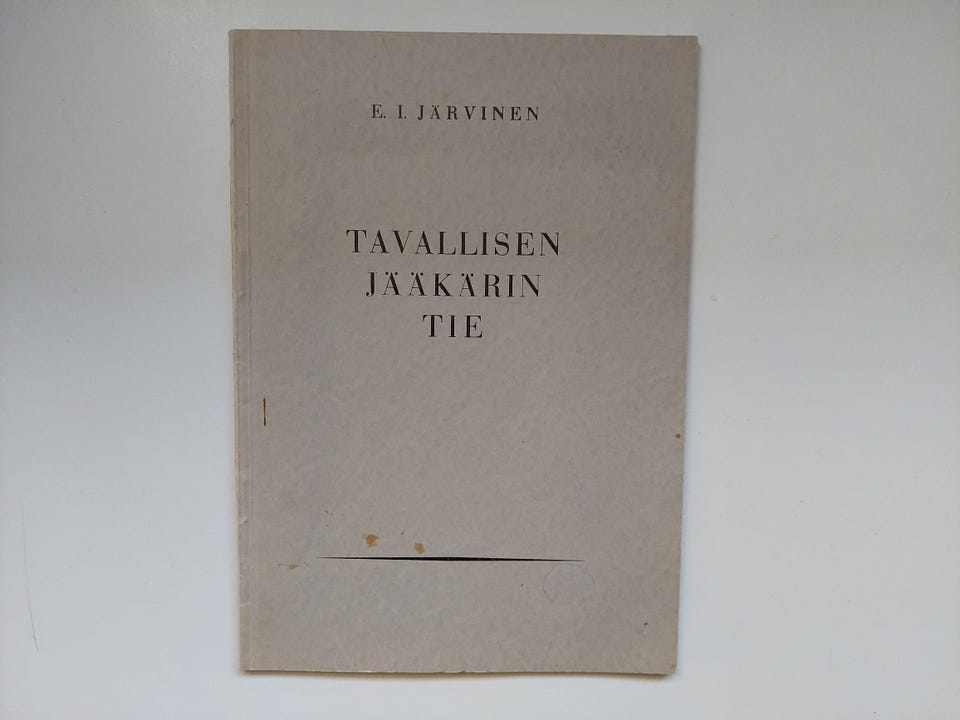 E. I. JÄRVINEN
TAVALLISEN
JÄÄKÄRIN
TIE